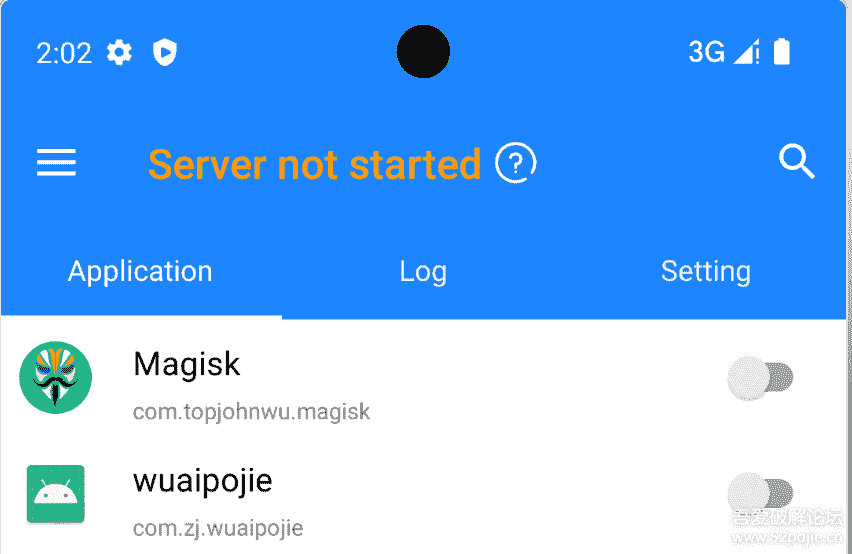 2:02 3G
Server not started ?
Application Log Setting
Magisk
com.topjohnwu.magisk
wuaipojie
com.zj.wuaipojie
吾爱破解论坛
www.52pojie.cn